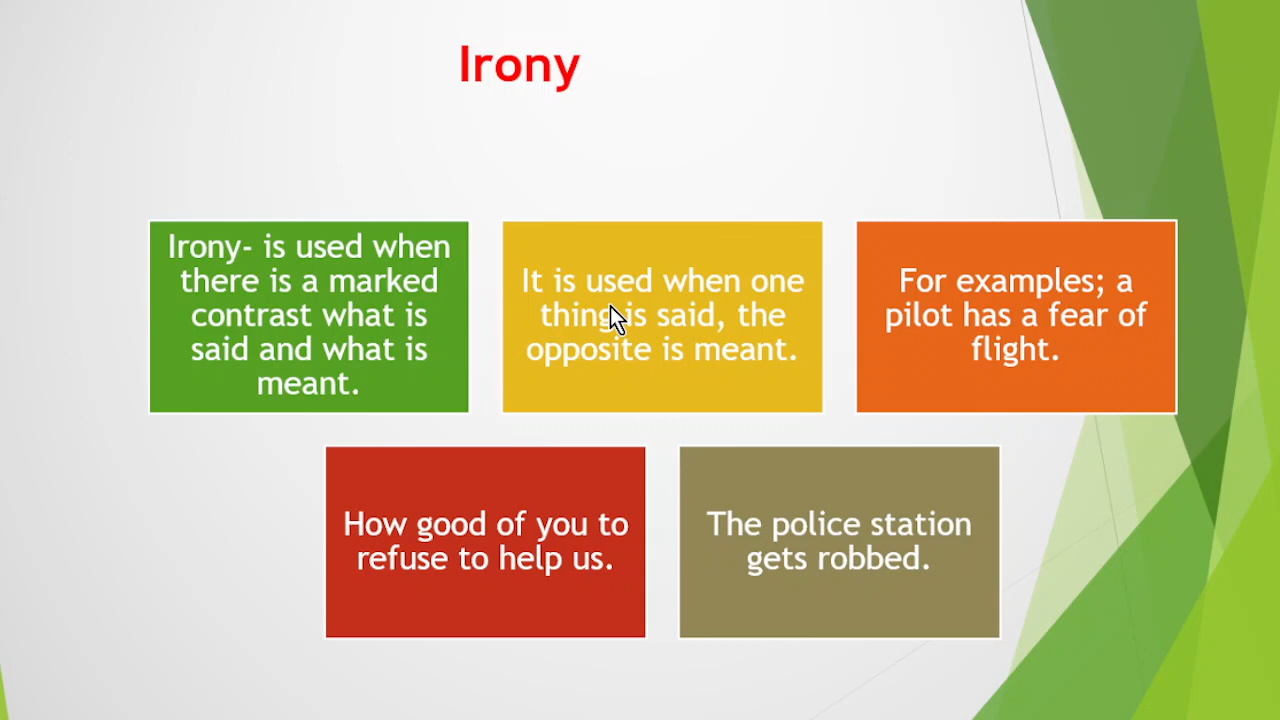 Irony
Irony- is used when
there is a marked
contrast what is
said and what is
meant.
It is used when one
thing is said, the
opposite is meant.
For examples; a
pilot has a fear of
flight.
How good of you to
refuse to help us.
The police station
gets robbed.